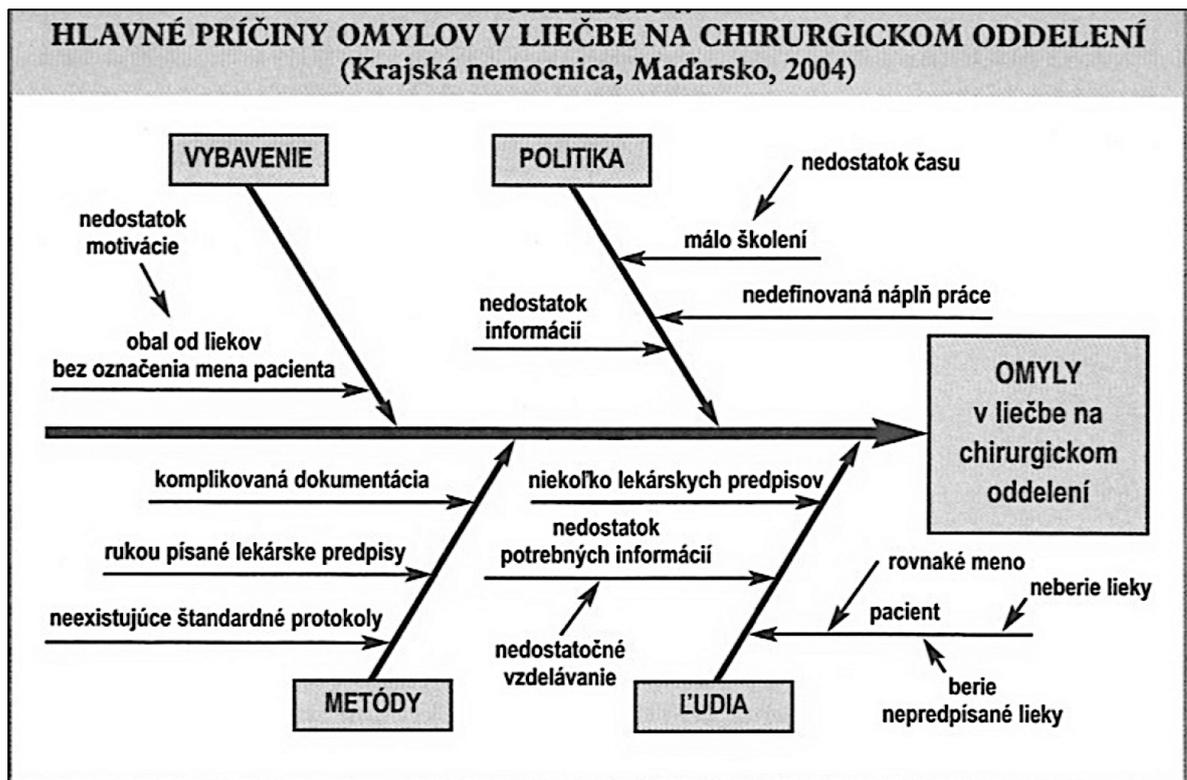 HLAVNÉ PRÍČINY OMYLOV V LIEČBE NA CHIRURGICKOM ODDELENÍ
(Krajská nemocnica, Maďarsko, 2004)
VYBAVENIE
POLITIKA
nedostatok času
nedostatok
motivácie
málo školení
nedostatok
informácií
nedefinovaná náplň práce
obal od liekov
bez označenia mena pacienta
OMYLY
v liečbe na
chirurgickom
oddelení
komplikovaná dokumentácia
niekoľko lekárskych predpisov
rukou písané lekárske predpisy
nedostatok
potrebných informácií
rovnaké meno
neberie lieky
neexistujúce štandardné protokoly
pacient
nedostatočné
vzdelávanie
berie
nepredpísané lieky
METÓDY
ĽUDIA